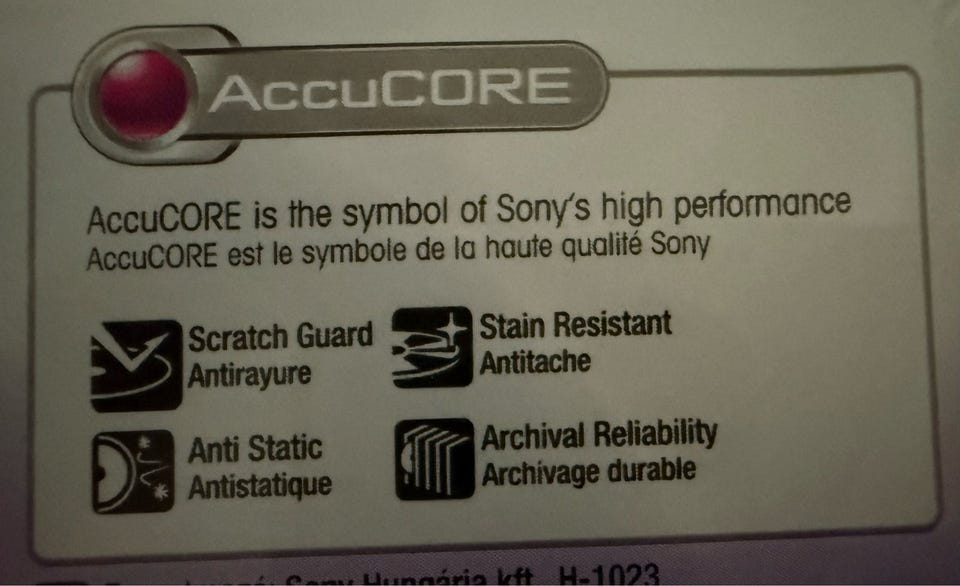 AccuCORE
AccuCORE is the symbol of Sony's high performance
AccuCORE est le symbole de la haute qualité Sony
Scratch Guard
Antirayure
Stain Resistant
Antitache
Anti Static
Antistatique
Archival Reliability
Archivage durable
Sony Hungária kft H-1023